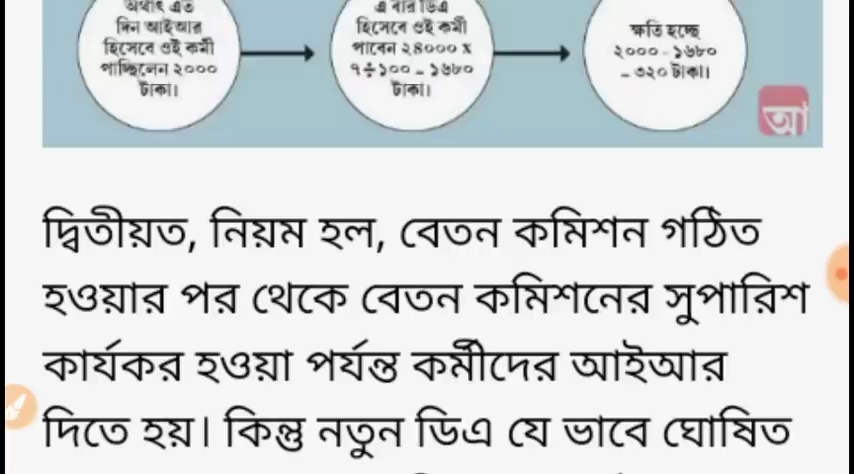 অর্থাৎ এত
দিন আইআর
হিসেবে ওই কর্মী
পাচ্ছিলেন ২০০০
টাকা।
এ বার ডিএ
হিসেবে ওই কর্মী
পাবেন ২৪০০০ X
৭÷১০০ = ১৬৮০
টাকা।
ক্ষতি হচ্ছে
২০০০ - ১৬৮০
= ৩২০ টাকা।
আ
দ্বিতীয়ত, নিয়ম হল, বেতন কমিশন গঠিত
হওয়ার পর থেকে বেতন কমিশনের সুপারিশ
কার্যকর হওয়া পর্যন্ত কর্মীদের আইআর
দিতে হয়। কিন্তু নতুন ডিএ যে ভাবে ঘোষিত